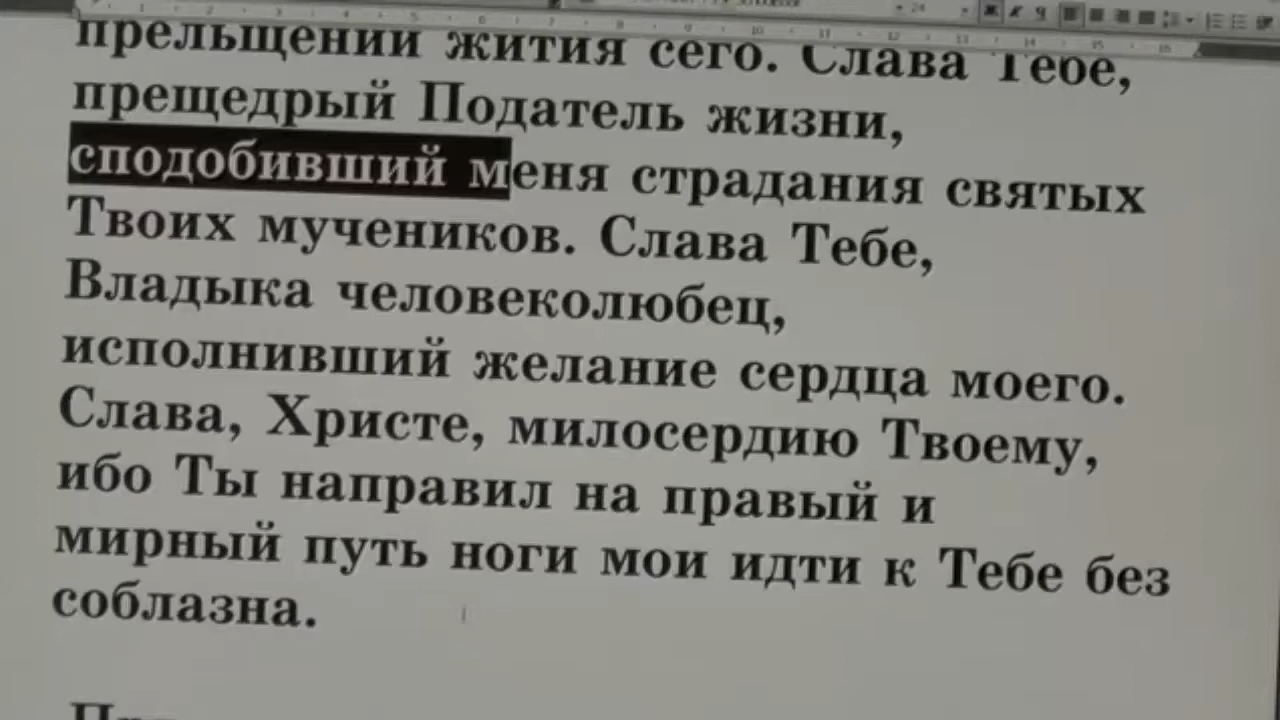 прельщении жития сего. Слава Тебе,
прещедрый Податель жизни,
сподобивший меня страдания святых
Твоих мучеников. Слава Тебе,
Владыка человеколюбец,
исполнивший желание сердца моего.
Слава, Христе, милосердию Твоему,
ибо Ты направил на правый и
мирный путь ноги мои идти к Тебе без
соблазна.